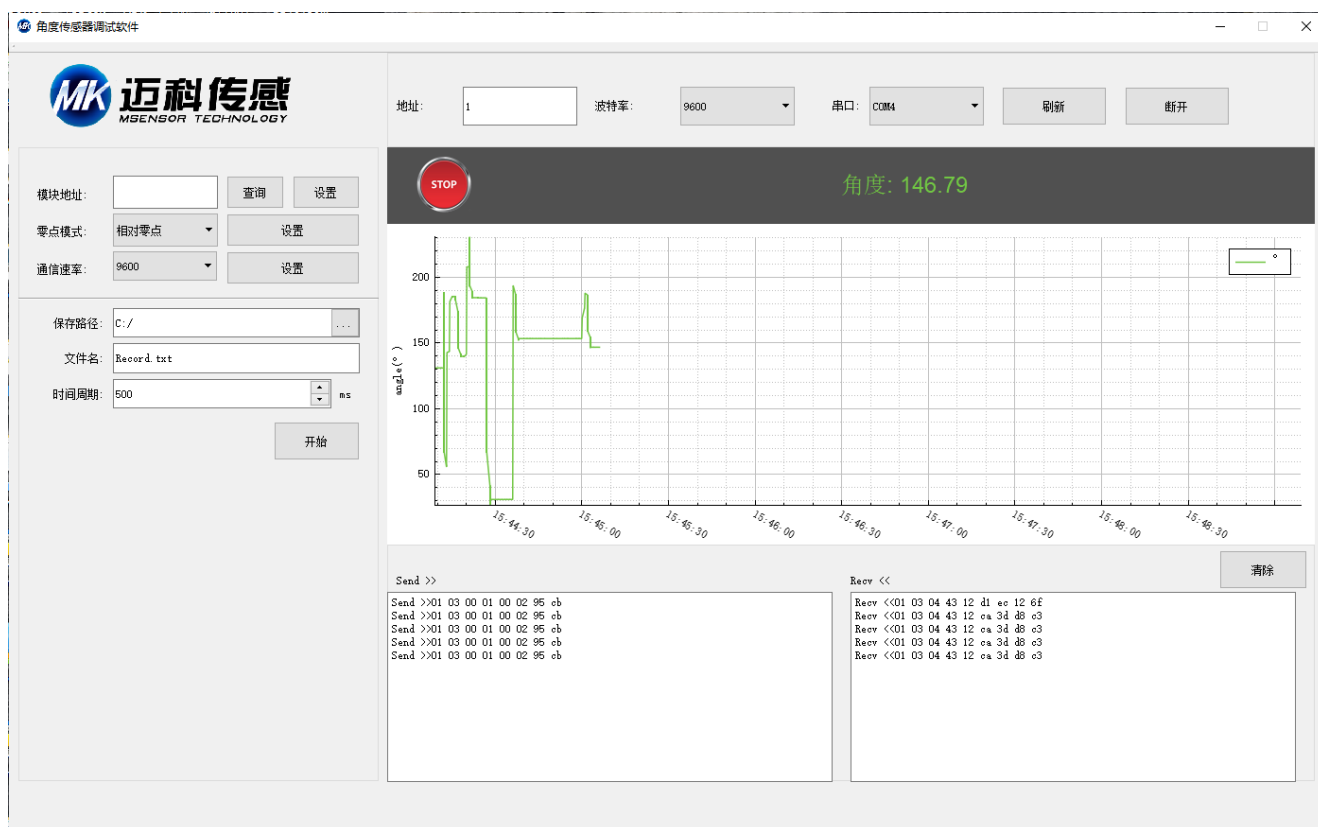 角度传感器调试软件
MK 迈科传感
MSENSOR TECHNOLOGY
地址: 1 波特率: 9600 串口: COM4 刷新 断开
模块地址: 查询 设置
零点模式: 相对零点 设置
通信速率: 9600 设置
保存路径: C:/ ...
文件名: Record.txt
时间周期: 500 ms
开始
STOP 角度: 146.79
°
angle(°)
200
150
100
50
15:44:30 15:45:00 15:45:30 15:46:00 15:46:30 15:47:00 15:47:30 15:48:00 15:48:30
清除
Send >>
Send >>01 03 00 01 00 02 95 cb
Send >>01 03 00 01 00 02 95 cb
Send >>01 03 00 01 00 02 95 cb
Send >>01 03 00 01 00 02 95 cb
Send >>01 03 00 01 00 02 95 cb
Recv <<
Recv <<01 03 04 43 12 d1 ec 12 6f
Recv <<01 03 04 43 12 ca 3d d8 c3
Recv <<01 03 04 43 12 ca 3d d8 c3
Recv <<01 03 04 43 12 ca 3d d8 c3
Recv <<01 03 04 43 12 ca 3d d8 c3